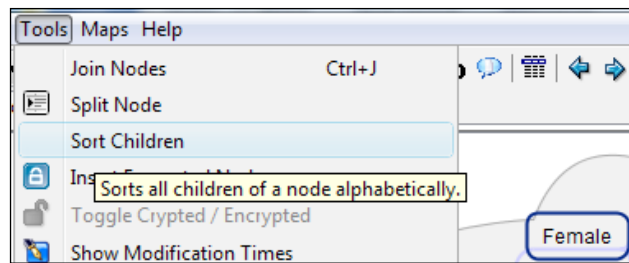 Tools Maps Help
Join Nodes Ctrl+J
Split Node
Sort Children
Sorts all children of a node alphabetically.
Toggle Crypted / Encrypted
Show Modification Times
Female